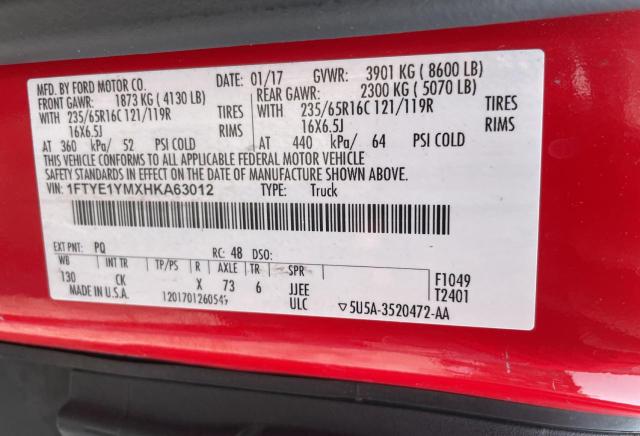 MFD. BY FORD MOTOR CO. DATE: 01/17 GVWR: 3901 KG ( 8600 LB)
FRONT GAWR: 1873 KG ( 4130 LB) REAR GAWR: 2300 KG ( 5070 LB)
WITH 235/65R16C 121/119R TIRES WITH 235/65R16C 121/119R TIRES
16X6.5J RIMS 16X6.5J RIMS
AT 360 kPa/ 52 PSI COLD AT 440 kPa/ 64 PSI COLD
THIS VEHICLE CONFORMS TO ALL APPLICABLE FEDERAL MOTOR VEHICLE
SAFETY STANDARDS IN EFFECT ON THE DATE OF MANUFACTURE SHOWN ABOVE.
VIN: 1FTYE1YMXHKA63012 TYPE: Truck
EXT PNT: PQ RC: 48 DSO:
WB INT TR TP/PS R AXLE TR SPR F1049
130 CK X 73 6 JJEE T2401
MADE IN U.S.A. 1201701260549 ULC ▽5U5A-3520472-AA